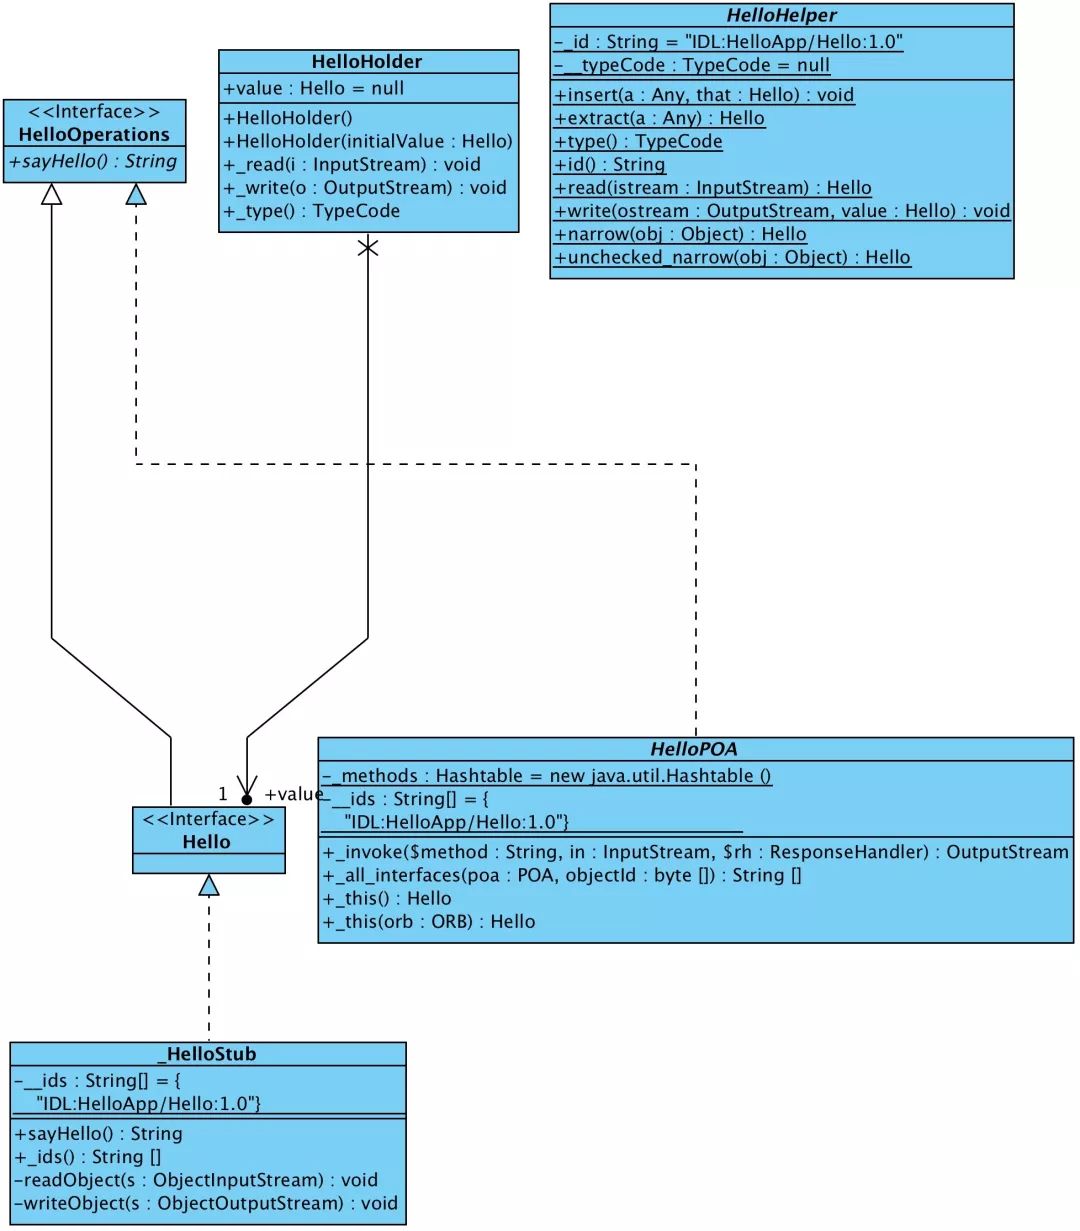 <<Interface>>
HelloOperations
+sayHello() : String
HelloHolder
+value : Hello = null
+HelloHolder()
+HelloHolder(initialValue : Hello)
+_read(i : InputStream) : void
+_write(o : OutputStream) : void
+_type() : TypeCode
HelloHelper
-_id : String = "IDL:HelloApp/Hello:1.0"
-__typeCode : TypeCode = null
+insert(a : Any, that : Hello) : void
+extract(a : Any) : Hello
+type() : TypeCode
+id() : String
+read(istream : InputStream) : Hello
+write(ostream : OutputStream, value : Hello) : void
+narrow(obj : Object) : Hello
+unchecked_narrow(obj : Object) : Hello
1 +value
<<Interface>>
Hello
HelloPOA
-_methods : Hashtable = new java.util.Hashtable ()
-__ids : String[] = {
"IDL:HelloApp/Hello:1.0"}
+_invoke($method : String, in : InputStream, $rh : ResponseHandler) : OutputStream
+_all_interfaces(poa : POA, objectId : byte []) : String []
+_this() : Hello
+_this(orb : ORB) : Hello
_HelloStub
-__ids : String[] = {
"IDL:HelloApp/Hello:1.0"}
+sayHello() : String
+_ids() : String []
-readObject(s : ObjectInputStream) : void
-writeObject(s : ObjectOutputStream) : void